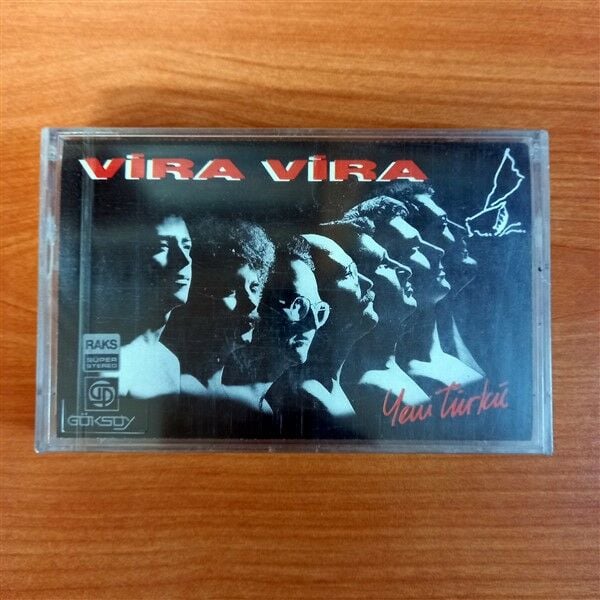 VİRA VİRA
RAKS
SÜPER
STEREO
GÖKSOY
Yeni Türkü